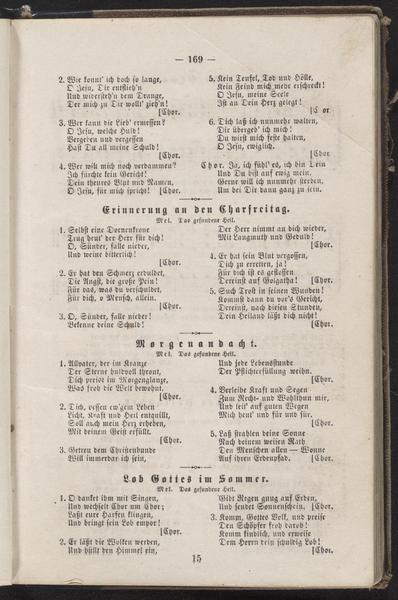 — 169 —
2. Wie konnt' ich doch so lange,
O Jesu, Die entflieh'n
Und widersteh'n dem Drange,
Der mich zu Dir wollt' zieh'n!
[Chor.
3. Wer kann die Lieb' ermessen?
O Jesu, welche Huld!
Vergeben und vergessen
Hast Du all meine Schuld!
[Chor.
4. Wer will mich noch verdammen?
Ich fürchte kein Gericht!
Dein theures Blut und Namen,
O Jesu, für mich spricht! [Chor.
5. Kein Teufel, Tod und Hölle,
Kein Feind mich mehr erschreckt!
O Jesu, meine Seele
Ist an Dein Herz gelegt!
[C or
6. Dich laß ich nunmehr walten,
Dir übergeb' ich mich!
Du wirst mich feste halten,
O Jesu, ewiglich.
[Chor.
Chor. Ja, ich fühl' es, ich bin Dein
Und Du bist auf ewig mein.
Gerne will ich nunmehr sterben,
Um bei Dir dann ganz zu sein.
Erinnerung an den Charfreitag.
Mel. Das gefundene Heil.
1. Selbst eine Dornenkrone
Trug heut' der Herr für dich!
O, Sünder, falle nieder,
Und weine bitterlich!
[Chor.
2. Er hat den Schmerz erduldet,
Die Angst, die große Pein!
Für das, was du verschuldet,
Für dich, o Mensch, allein.
[Chor.
3. O, Sünder, falle nieder!
Bekenne deine Schuld!
Der Herr nimmt an dich wieder,
Mit Langmuth und Geduld!
[Chor.
4. Er hat sein Blut vergossen,
Dich zu erretten, ja!
Für dich ist es geflossen
Dereinst auf Golgatha! [Chor.
5. Such Trost in seinen Wunden!
Kommst dann du vor's Gericht,
Dereinst, nach diesen Stunden,
Dein Heiland läßt dich nicht!
[Chor.
Morgenandacht.
Mel. Das gefundene Heil.
1. Allvater, der im Kranze
Der Sterne huldvoll thront,
Dich preist im Morgenglanze,
Was froh die Welt bewohnt.
[Chor.
2. Dich, dessen ew'gem Leben
Licht, Kraft und Heil entquillt,
Soll auch mein Herz erheben,
Mit deinem Geist erfüllt.
[Chor.
3. Getreu dem Christenbunde
Will immerdar ich sein,
Und jede Lebensstunde
Der Pflichterfüllung weihn.
[Chor.
4. Verleihe Kraft und Segen
Zum Recht- und Wohlthun mir,
Und leit' auf guten Wegen
Mich heut' und für und für.
[Chor.
5. Laß strahlen deine Sonne
Nach deinem weisen Rath
Den Menschen allen — Wonne
Auf ihren Erdenpfad. [Chor.
Lob Gottes im Sommer.
Mel. Das gefundene Heil.
1. O danket ihm mit Singen,
Und wechselt Chor um Chor;
Laßt eure Harfen klingen,
Und bringt sein Lob empor!
[Chor.
2. Er läßt die Wolken werden,
Und hüllt den Himmel ein,
Gibt Regen gnug auf Erden,
Und sendet Sonnenschein. [Chor.
3. Komm, Gottes Volk, und preise
Den Schöpfer froh darob!
Komm kindlich, und erweise
Dem Herrn dein schuldig Lob!
[Chor.
15